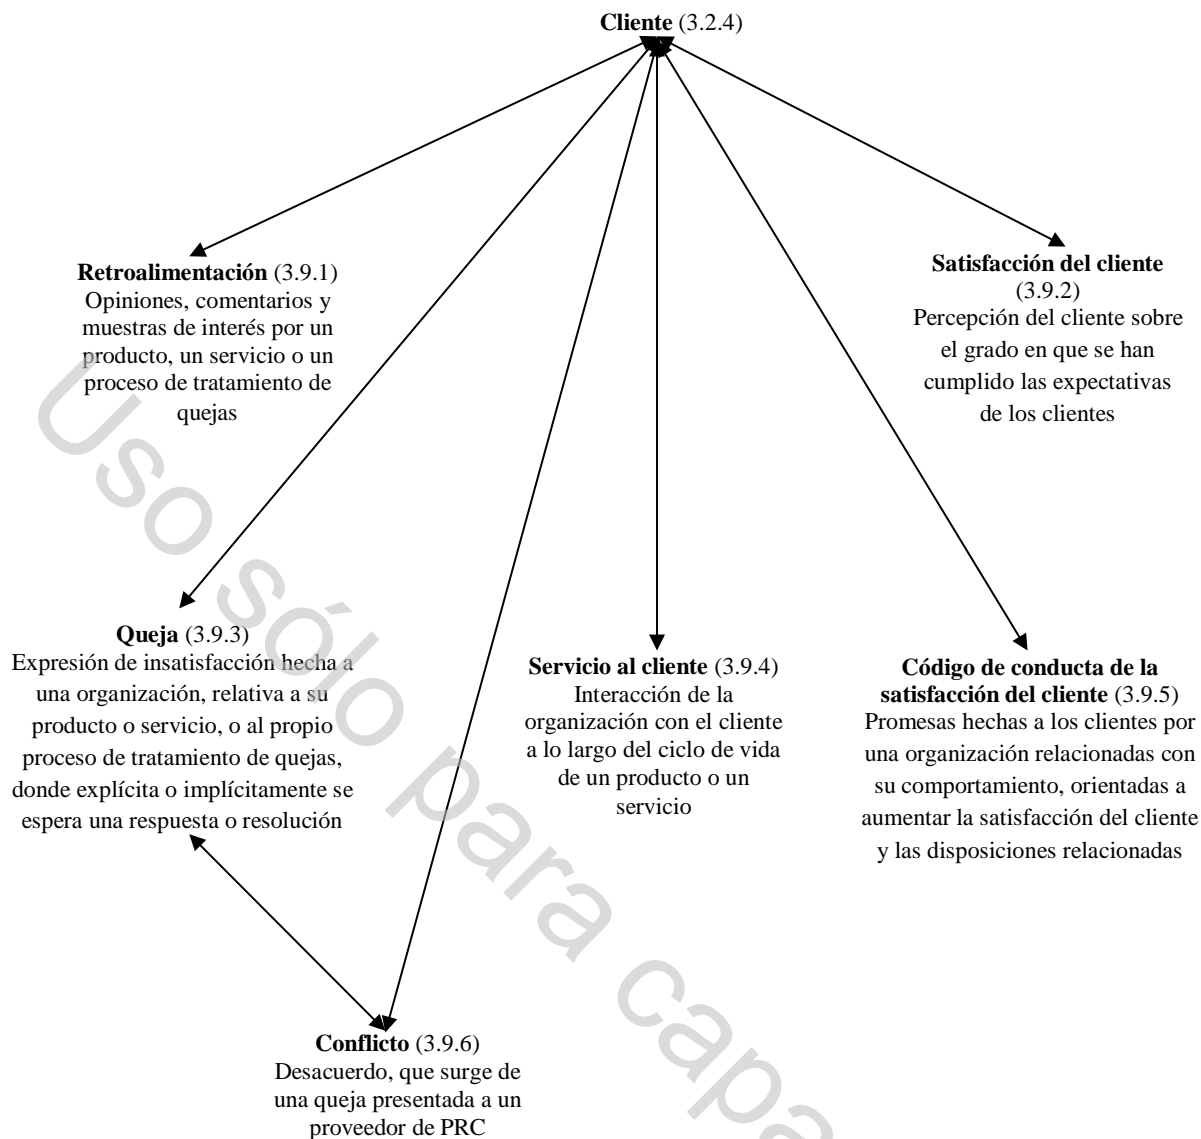 Cliente (3.2.4)
Retroalimentación (3.9.1)
Opiniones, comentarios y
muestras de interés por un
producto, un servicio o un
proceso de tratamiento de
quejas
Satisfacción del cliente
(3.9.2)
Percepción del cliente sobre
el grado en que se han
cumplido las expectativas
de los clientes
Queja (3.9.3)
Expresión de insatisfacción hecha a
una organización, relativa a su
producto o servicio, o al propio
proceso de tratamiento de quejas,
donde explícita o implícitamente se
espera una respuesta o resolución
Servicio al cliente (3.9.4)
Interacción de la
organización con el cliente
a lo largo del ciclo de vida
de un producto o un
servicio
Código de conducta de la
satisfacción del cliente (3.9.5)
Promesas hechas a los clientes por
una organización relacionadas con
su comportamiento, orientadas a
aumentar la satisfacción del cliente
y las disposiciones relacionadas
Conflicto (3.9.6)
Desacuerdo, que surge de
una queja presentada a un
proveedor de PRC
Uso sólo para capa